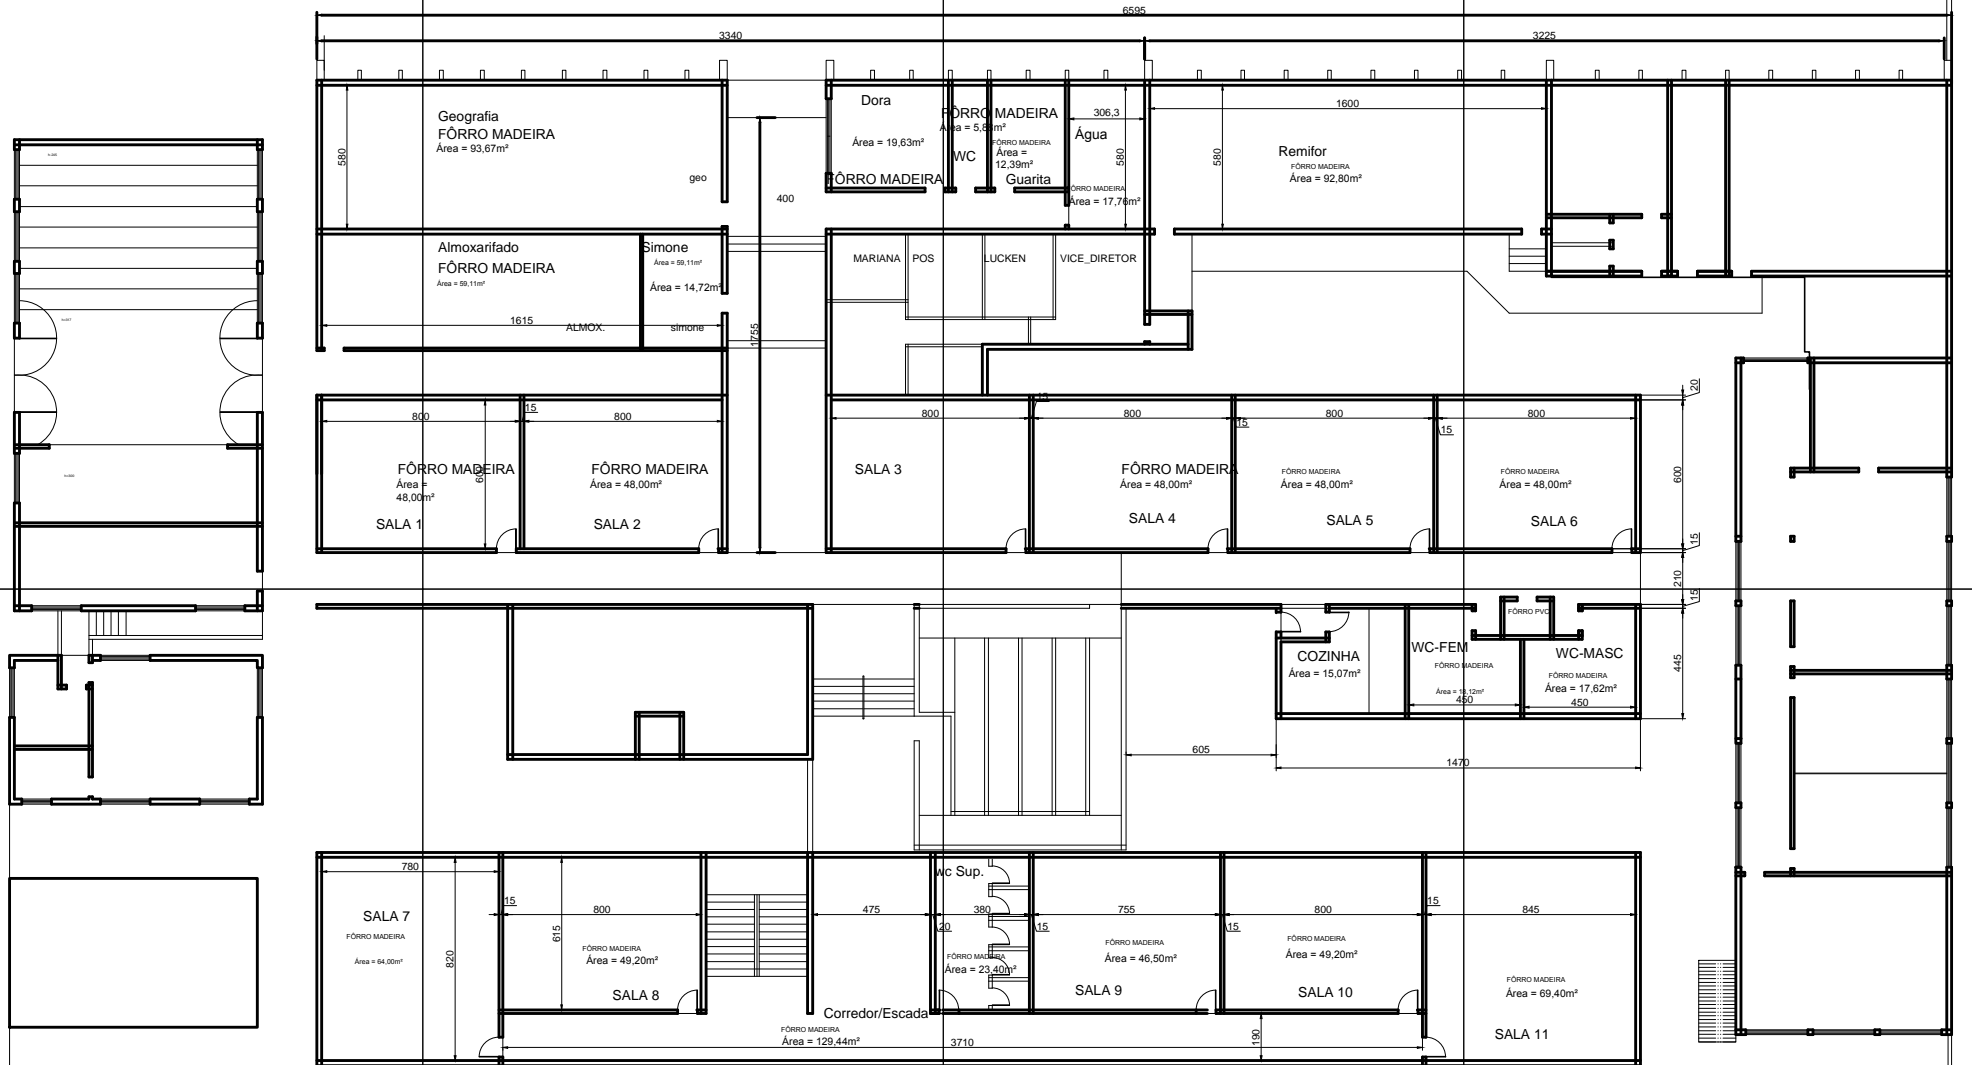 6595
3340
3225
Geografia
FÔRRO MADEIRA
Área = 93,67m²
580
geo
400
Dora
Área = 19,63m²
FÔRRO MADEIRA
FÔRRO MADEIRA
WC
FÔRRO MADEIRA
Área =
12,39m²
Guarita
306,3
Água
580
FÔRRO MADEIRA
Área = 17,76m²
1600
580
Remifor
FÔRRO MADEIRA
Área = 92,80m²
Almoxarifado
FÔRRO MADEIRA
Área = 59,11m²
1615
ALMOX.
Simone
Área = 59,11m²
Área = 14,72m²
simone
1755
MARIANA
POS
LUCKEN
VICE_DIRETOR
800
15
800
600
FÔRRO MADEIRA
Área =
48,00m²
SALA 1
FÔRRO MADEIRA
Área = 48,00m²
SALA 2
800
15
SALA 3
800
15
FÔRRO MADEIRA
Área = 48,00m²
SALA 4
800
15
FÔRRO MADEIRA
Área = 48,00m²
SALA 5
800
FÔRRO MADEIRA
Área = 48,00m²
SALA 6
20
600
15
210
15
445
COZINHA
Área = 15,07m²
WC-FEM
FÔRRO MADEIRA
450
FÔRRO PVC
WC-MASC
FÔRRO MADEIRA
Área = 17,62m²
450
605
1470
780
SALA 7
FÔRRO MADEIRA
Área = 64,00m²
820
15
800
615
FÔRRO MADEIRA
Área = 49,20m²
SALA 8
475
20
wc Sup.
380
FÔRRO MADEIRA
Área = 23,40m²
15
755
FÔRRO MADEIRA
Área = 46,50m²
SALA 9
15
800
FÔRRO MADEIRA
Área = 49,20m²
SALA 10
15
845
FÔRRO MADEIRA
Área = 69,40m²
SALA 11
Corredor/Escada
FÔRRO MADEIRA
Área = 129,44m²
3710
190